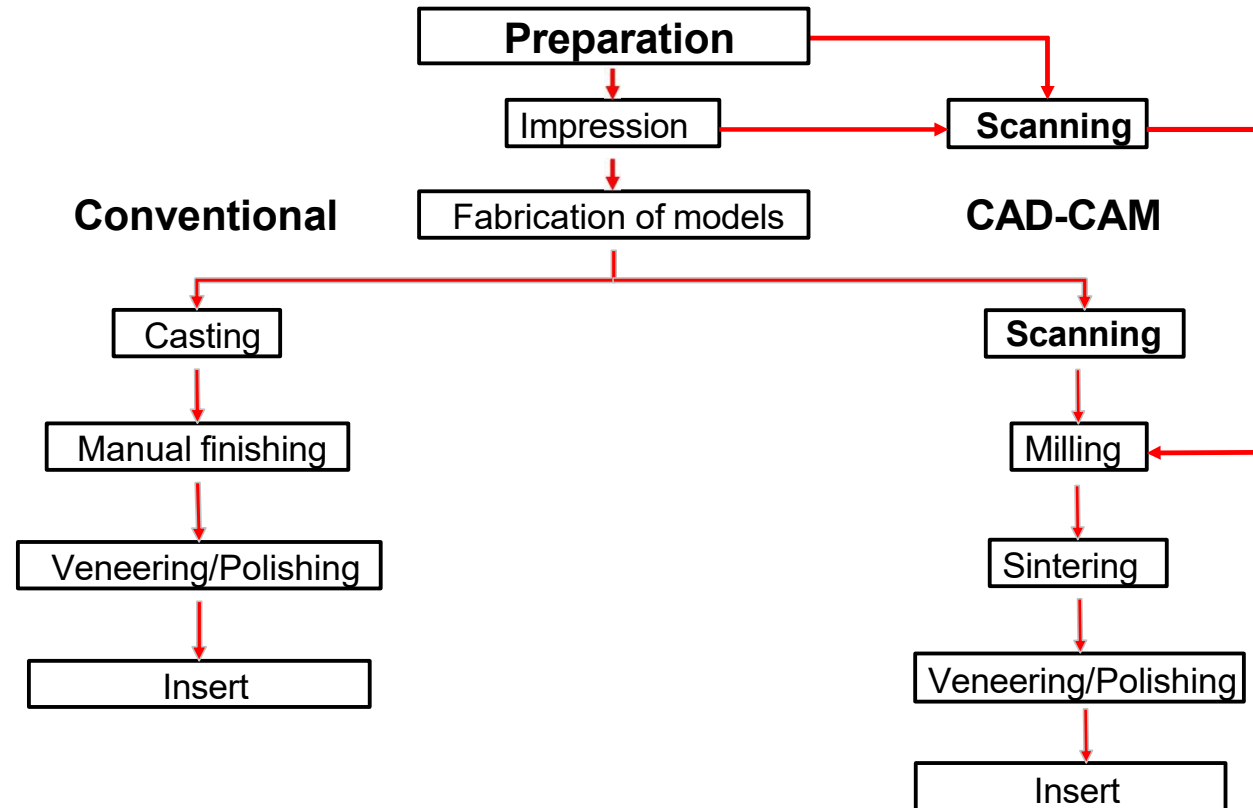 Preparation
Impression
Scanning
Conventional
Fabrication of models
CAD-CAM
Casting
Scanning
Manual finishing
Milling
Veneering/Polishing
Sintering
Insert
Veneering/Polishing
Insert